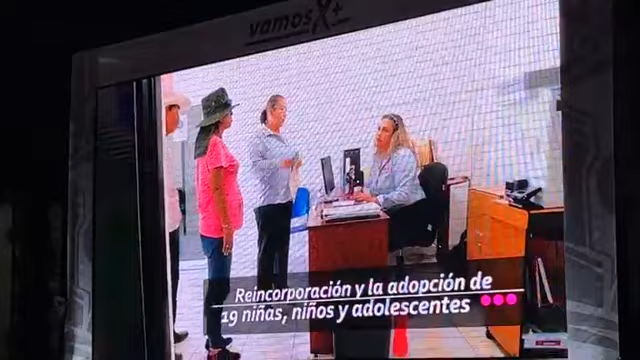 vamos X+
Reincorporación y la adopción de
19 niñas, niños y adolescentes